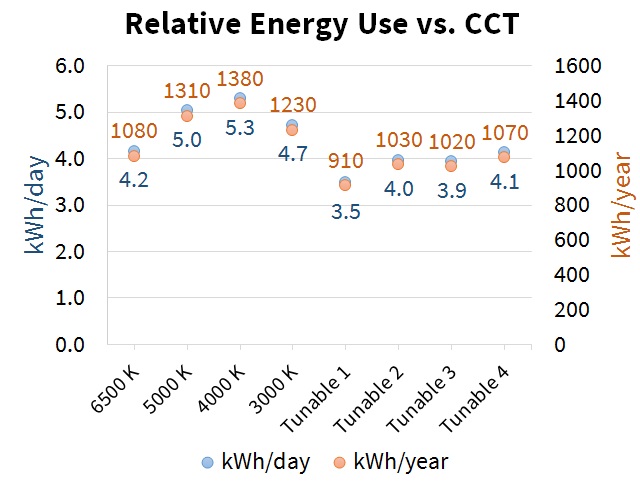 Relative Energy Use vs. CCT
6.0
5.0
4.0
3.0
2.0
1.0
0.0
kWh/day
1600
1400
1200
1000
800
600
400
200
0
kWh/year
1080
1310
1380
1230
910
1030
1020
1070
4.2
5.0
5.3
4.7
3.5
4.0
3.9
4.1
6500 K
5000 K
4000 K
3000 K
Tunable 1
Tunable 2
Tunable 3
Tunable 4
kWh/day
kWh/year